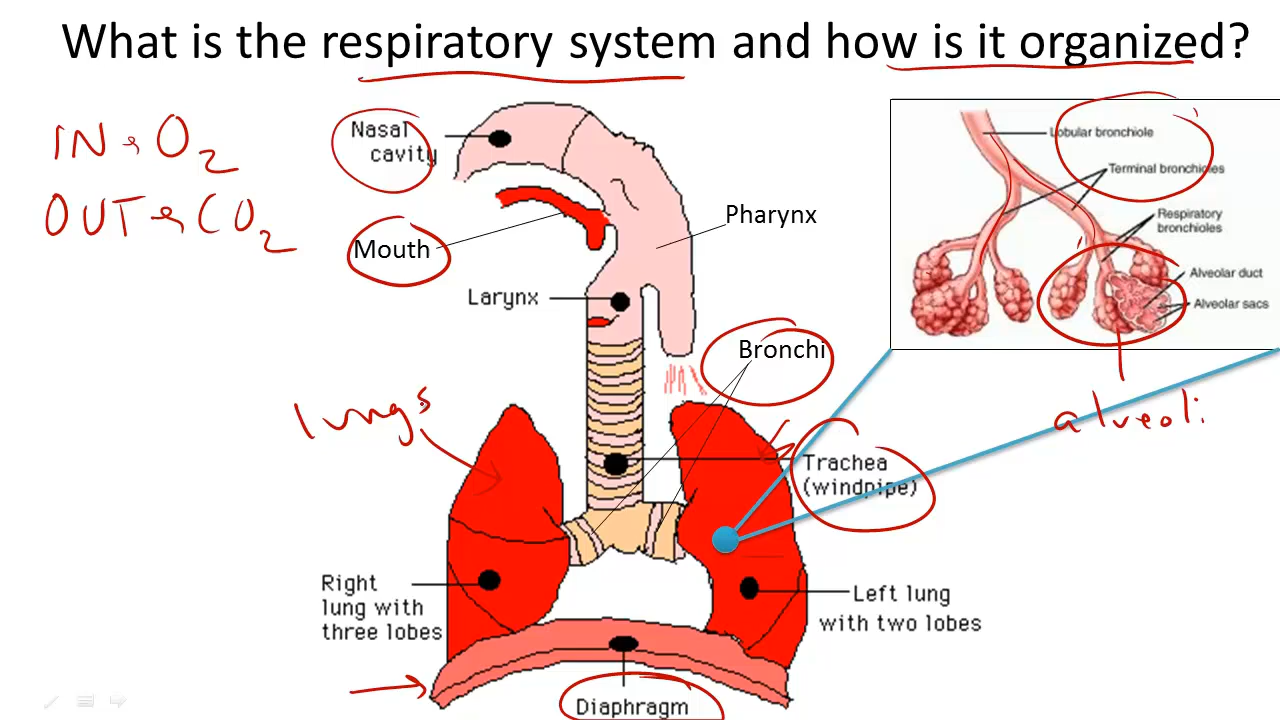 What is the respiratory system and how is it organized?
IN → O2
OUT → CO2
Nasal
cavity
Mouth
Pharynx
Larynx
Bronchi
lungs
Trachea
(windpipe)
Right
lung with
three lobes
Left lung
with two lobes
Diaphragm
Lobular bronchiole
Terminal bronchioles
Respiratory
bronchioles
Alveolar duct
Alveolar sacs
alveoli